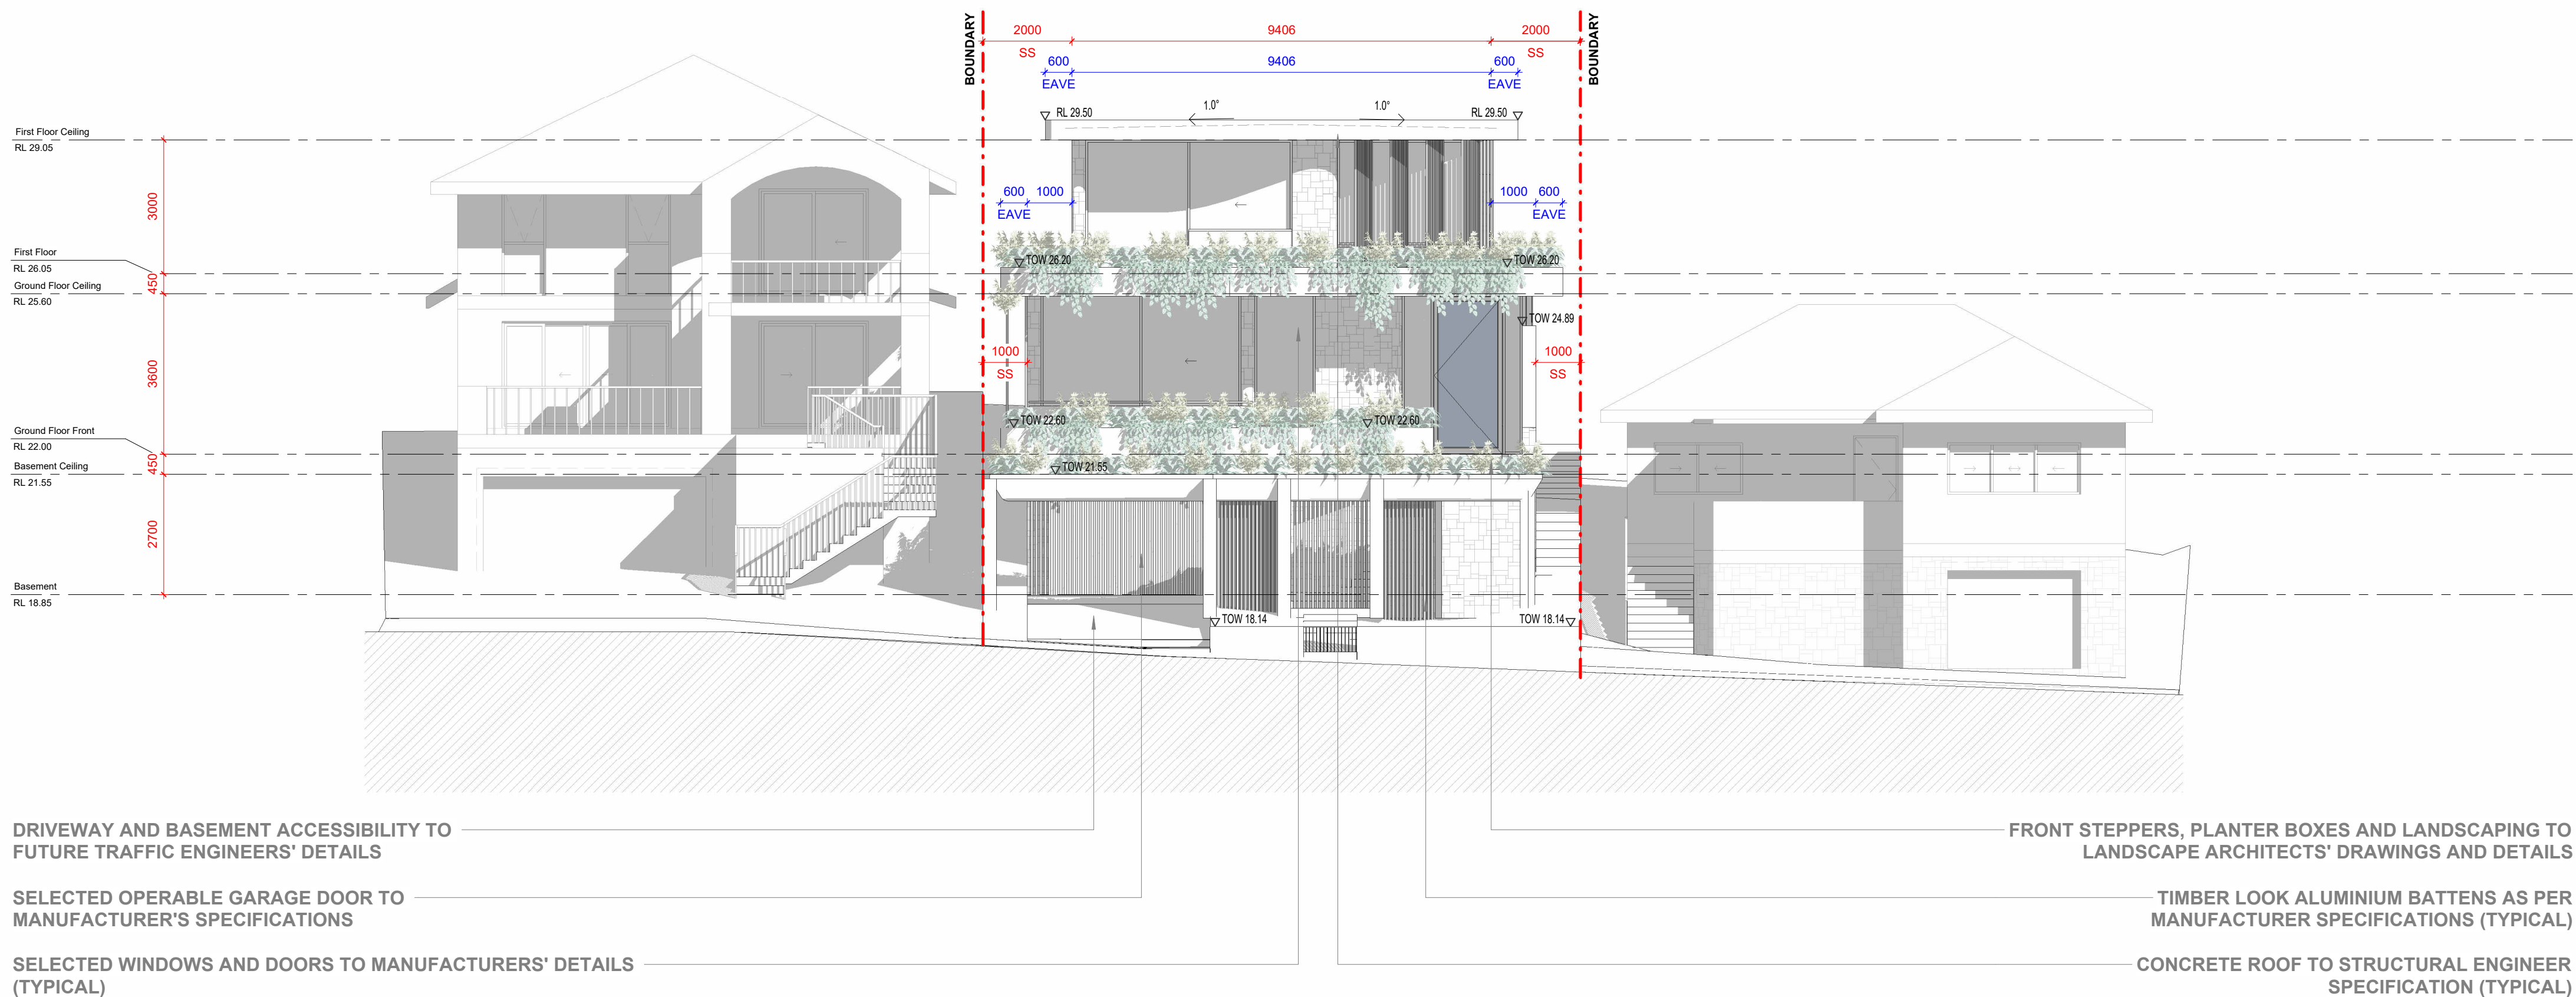 BOUNDARY
2000
9406
2000
BOUNDARY
SS
SS
600
9406
600
EAVE
EAVE
RL 29.50
1.0°
1.0°
RL 29.50
First Floor Ceiling
RL 29.05
3000
600
1000
1000
600
EAVE
EAVE
First Floor
RL 26.05
TOW 26.20
TOW 26.20
450
Ground Floor Ceiling
RL 25.60
TOW 24.89
1000
1000
SS
SS
3600
TOW 22.60
TOW 22.60
Ground Floor Front
RL 22.00
450
Basement Ceiling
RL 21.55
TOW 21.55
2700
Basement
RL 18.85
TOW 18.14
TOW 18.14
DRIVEWAY AND BASEMENT ACCESSIBILITY TO
FUTURE TRAFFIC ENGINEERS' DETAILS
SELECTED OPERABLE GARAGE DOOR TO
MANUFACTURER'S SPECIFICATIONS
SELECTED WINDOWS AND DOORS TO MANUFACTURERS' DETAILS
(TYPICAL)
FRONT STEPPERS, PLANTER BOXES AND LANDSCAPING TO
LANDSCAPE ARCHITECTS' DRAWINGS AND DETAILS
TIMBER LOOK ALUMINIUM BATTENS AS PER
MANUFACTURER SPECIFICATIONS (TYPICAL)
CONCRETE ROOF TO STRUCTURAL ENGINEER
SPECIFICATION (TYPICAL)